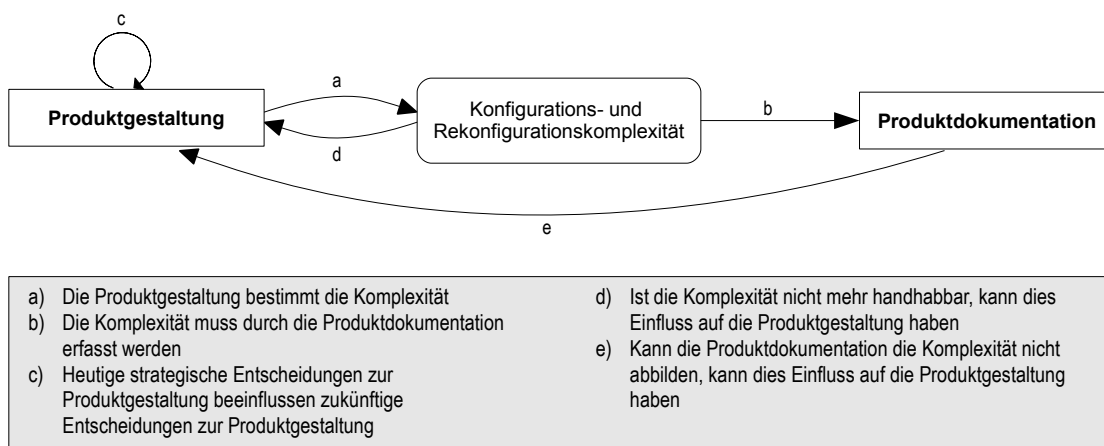 c
a
Produktgestaltung
Konfigurations- und
Rekonfigurationskomplexität
b
Produktdokumentation
d
e
a) Die Produktgestaltung bestimmt die Komplexität
b) Die Komplexität muss durch die Produktdokumentation
erfasst werden
c) Heutige strategische Entscheidungen zur
Produktgestaltung beeinflussen zukünftige
Entscheidungen zur Produktgestaltung
d) Ist die Komplexität nicht mehr handhabbar, kann dies
Einfluss auf die Produktgestaltung haben
e) Kann die Produktdokumentation die Komplexität nicht
abbilden, kann dies Einfluss auf die Produktgestaltung
haben